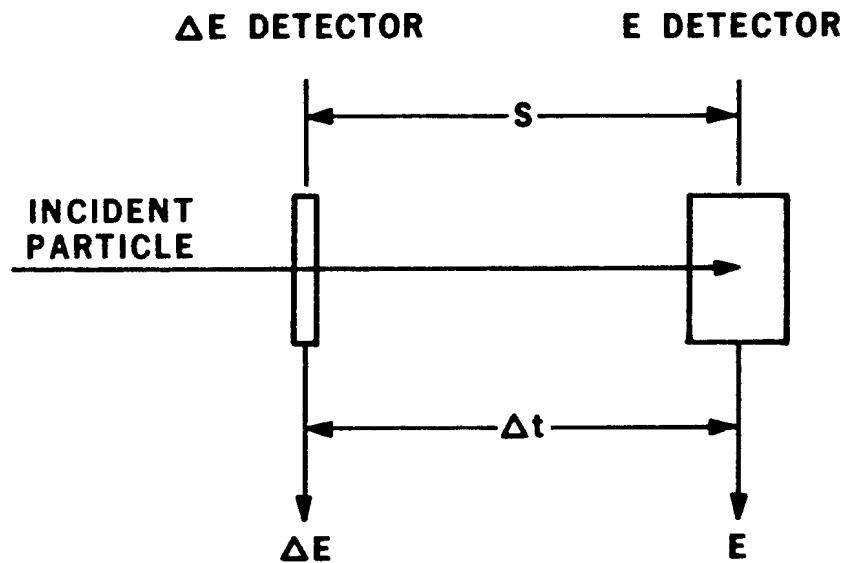 ΔE DETECTOR
E DETECTOR
S
INCIDENT
PARTICLE
Δt
ΔE
E